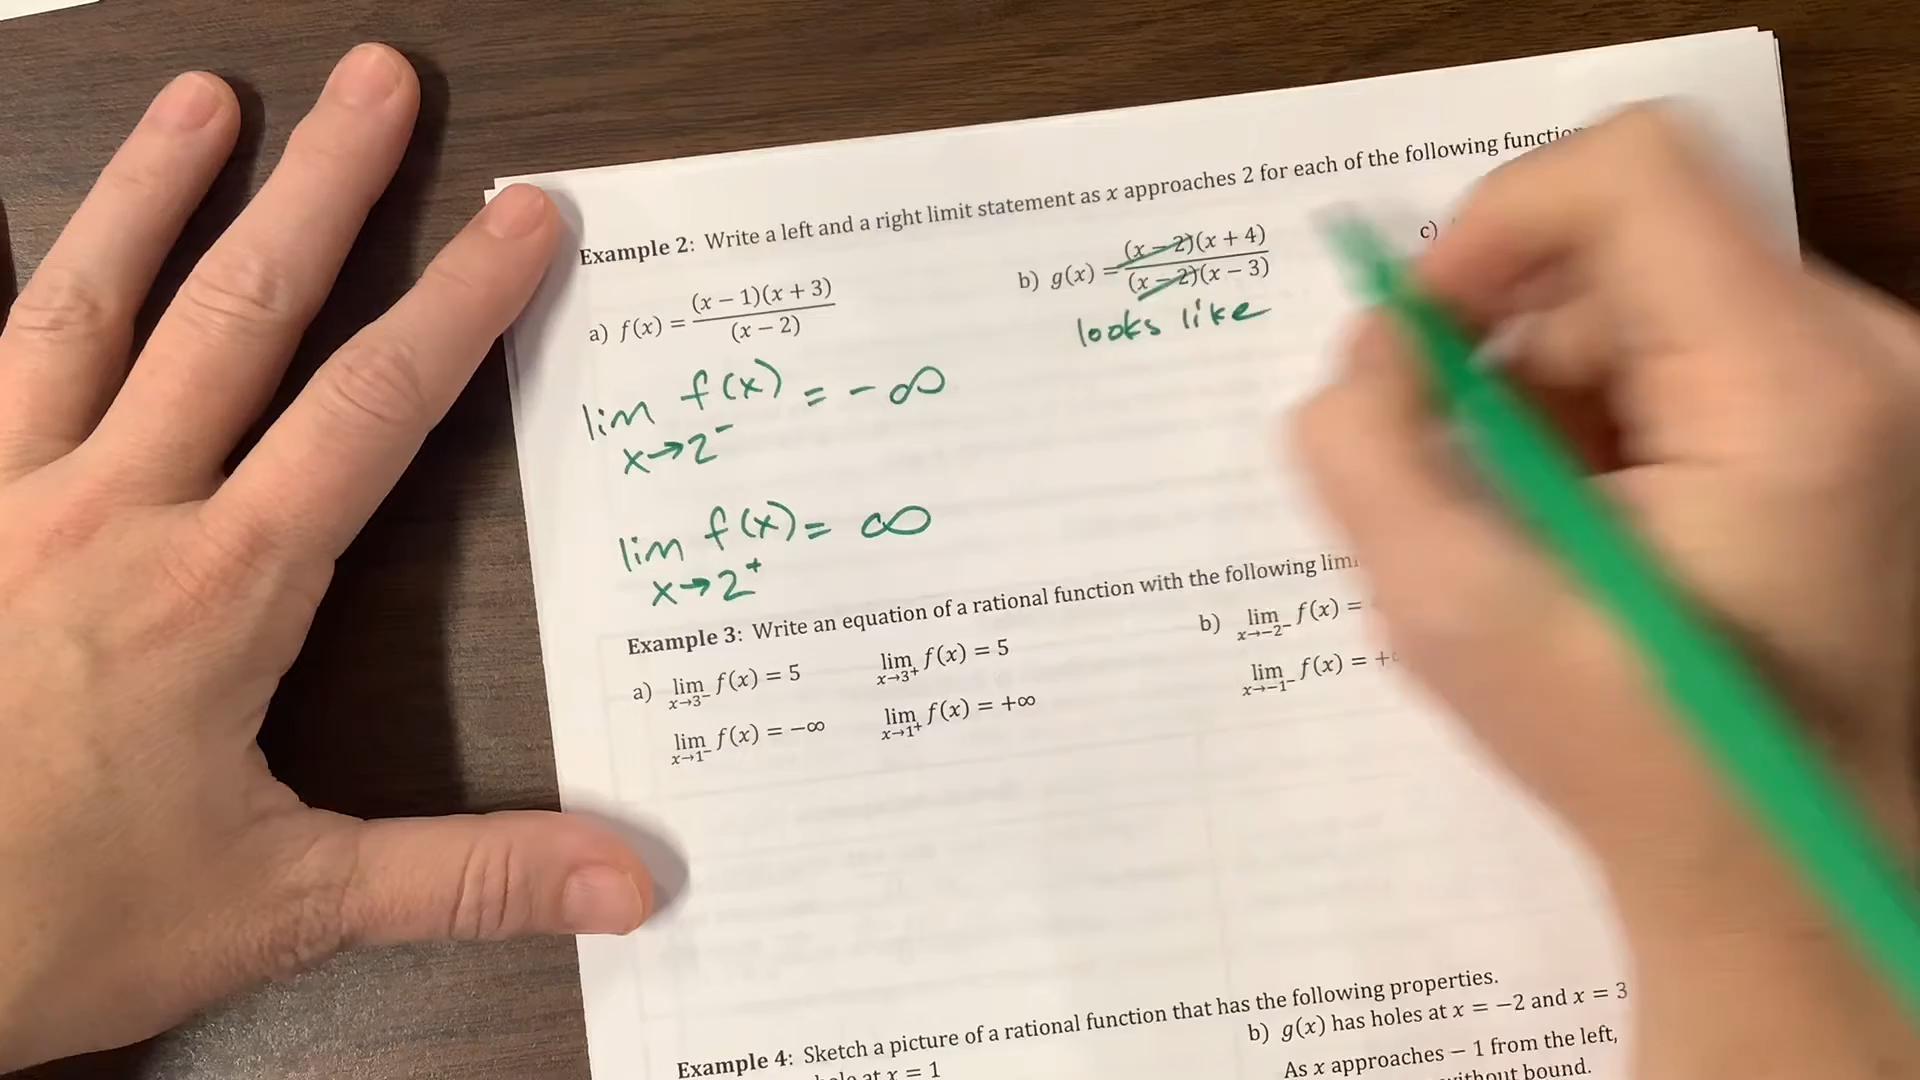 Example 2: Write a left and a right limit statement as x approaches 2 for each of the following
a) f(x) = (x − 1)(x + 3) / (x − 2)
b) g(x) = (x − 2)(x + 4) / (x − 2)(x − 3)
c)
looks like
lim f(x) = − ∞
x→2⁻
lim f(x) = ∞
x→2⁺
Example 3: Write an equation of a rational function with the following
a) lim f(x) = 5
x→3⁻
lim f(x) = 5
x→3⁺
lim f(x) = −∞
x→1⁻
lim f(x) = +∞
x→1⁺
b) lim f(x) =
x→−2⁻
lim f(x) = +
x→−1⁻
Example 4: Sketch a picture of a rational function that has the following properties.
at x = 1
b) g(x) has holes at x = −2 and x = 3
As x approaches − 1 from the left,
without bound.